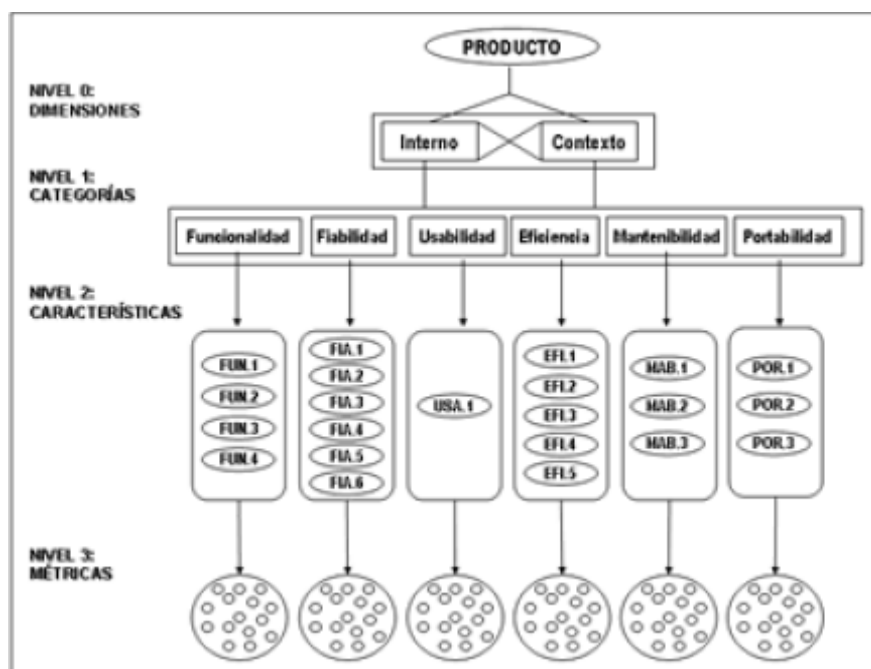 PRODUCTO
NIVEL 0:
DIMENSIONES
Interno
Contexto
NIVEL 1:
CATEGORÍAS
Funcionalidad
Fiabilidad
Usabilidad
Eficiencia
Mantenibilidad
Portabilidad
NIVEL 2:
CARACTERÍSTICAS
FUN.1
FUN.2
FUN.3
FUN.4
FIA.1
FIA.2
FIA.3
FIA.4
FIA.5
FIA.6
USA.1
EFI.1
EFI.2
EFI.3
EFI.4
EFI.5
MAB.1
MAB.2
MAB.3
POR.1
POR.2
POR.3
NIVEL 3:
MÉTRICAS